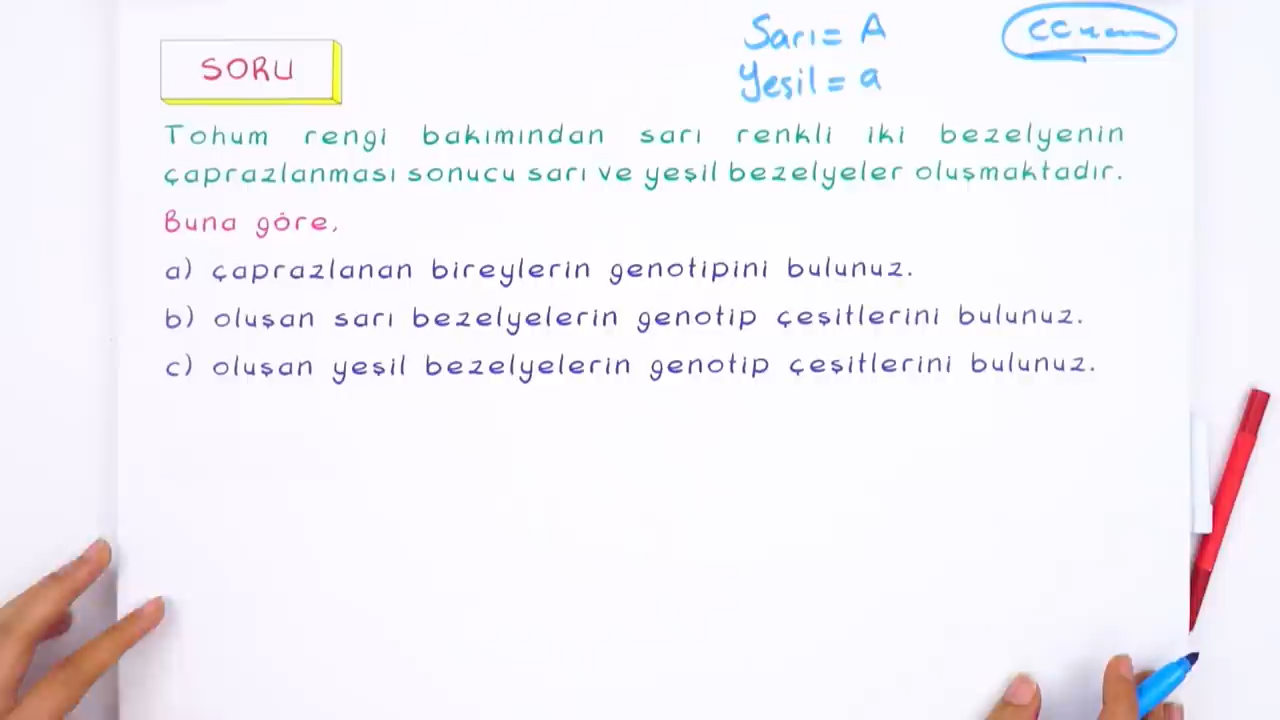 Sarı = A
Yeşil = a
SORU
Tohum rengi bakımından sarı renkli iki bezelyenin
çaprazlanması sonucu sarı ve yeşil bezelyeler oluşmaktadır.
Buna göre,
a) çaprazlanan bireylerin genotipini bulunuz.
b) oluşan sarı bezelyelerin genotip çeşitlerini bulunuz.
c) oluşan yeşil bezelyelerin genotip çeşitlerini bulunuz.